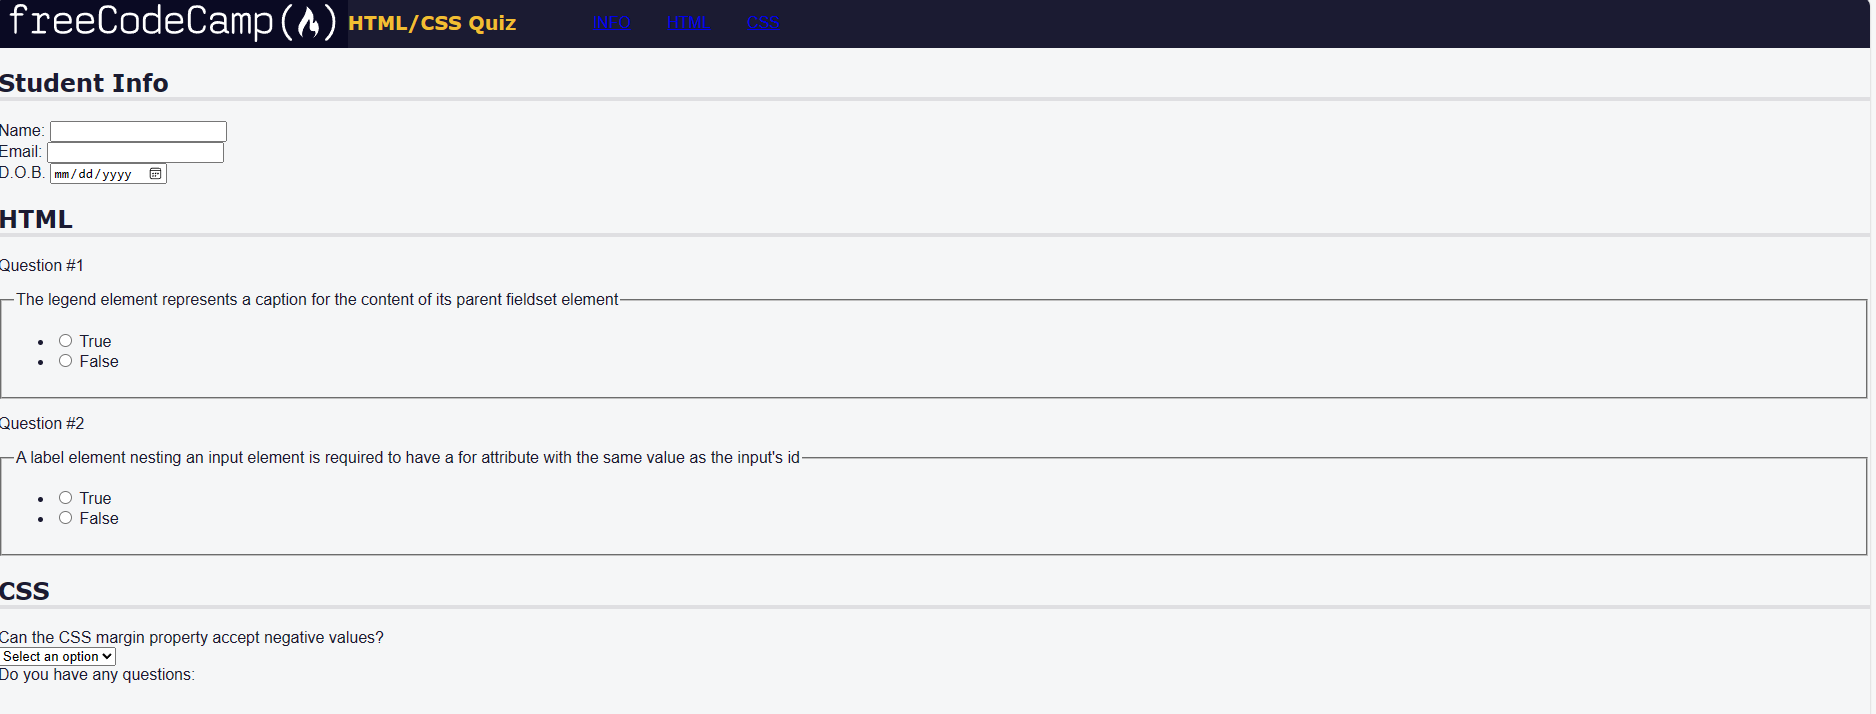 freeCodeCamp
HTML/CSS Quiz
INFO
HTML
CSS
Student Info
Name:
Email:
D.O.B. mm/dd/yyyy
HTML
Question #1
The legend element represents a caption for the content of its parent fieldset element
True
False
Question #2
A label element nesting an input element is required to have a for attribute with the same value as the input's id
True
False
CSS
Can the CSS margin property accept negative values?
Select an option
Do you have any questions: